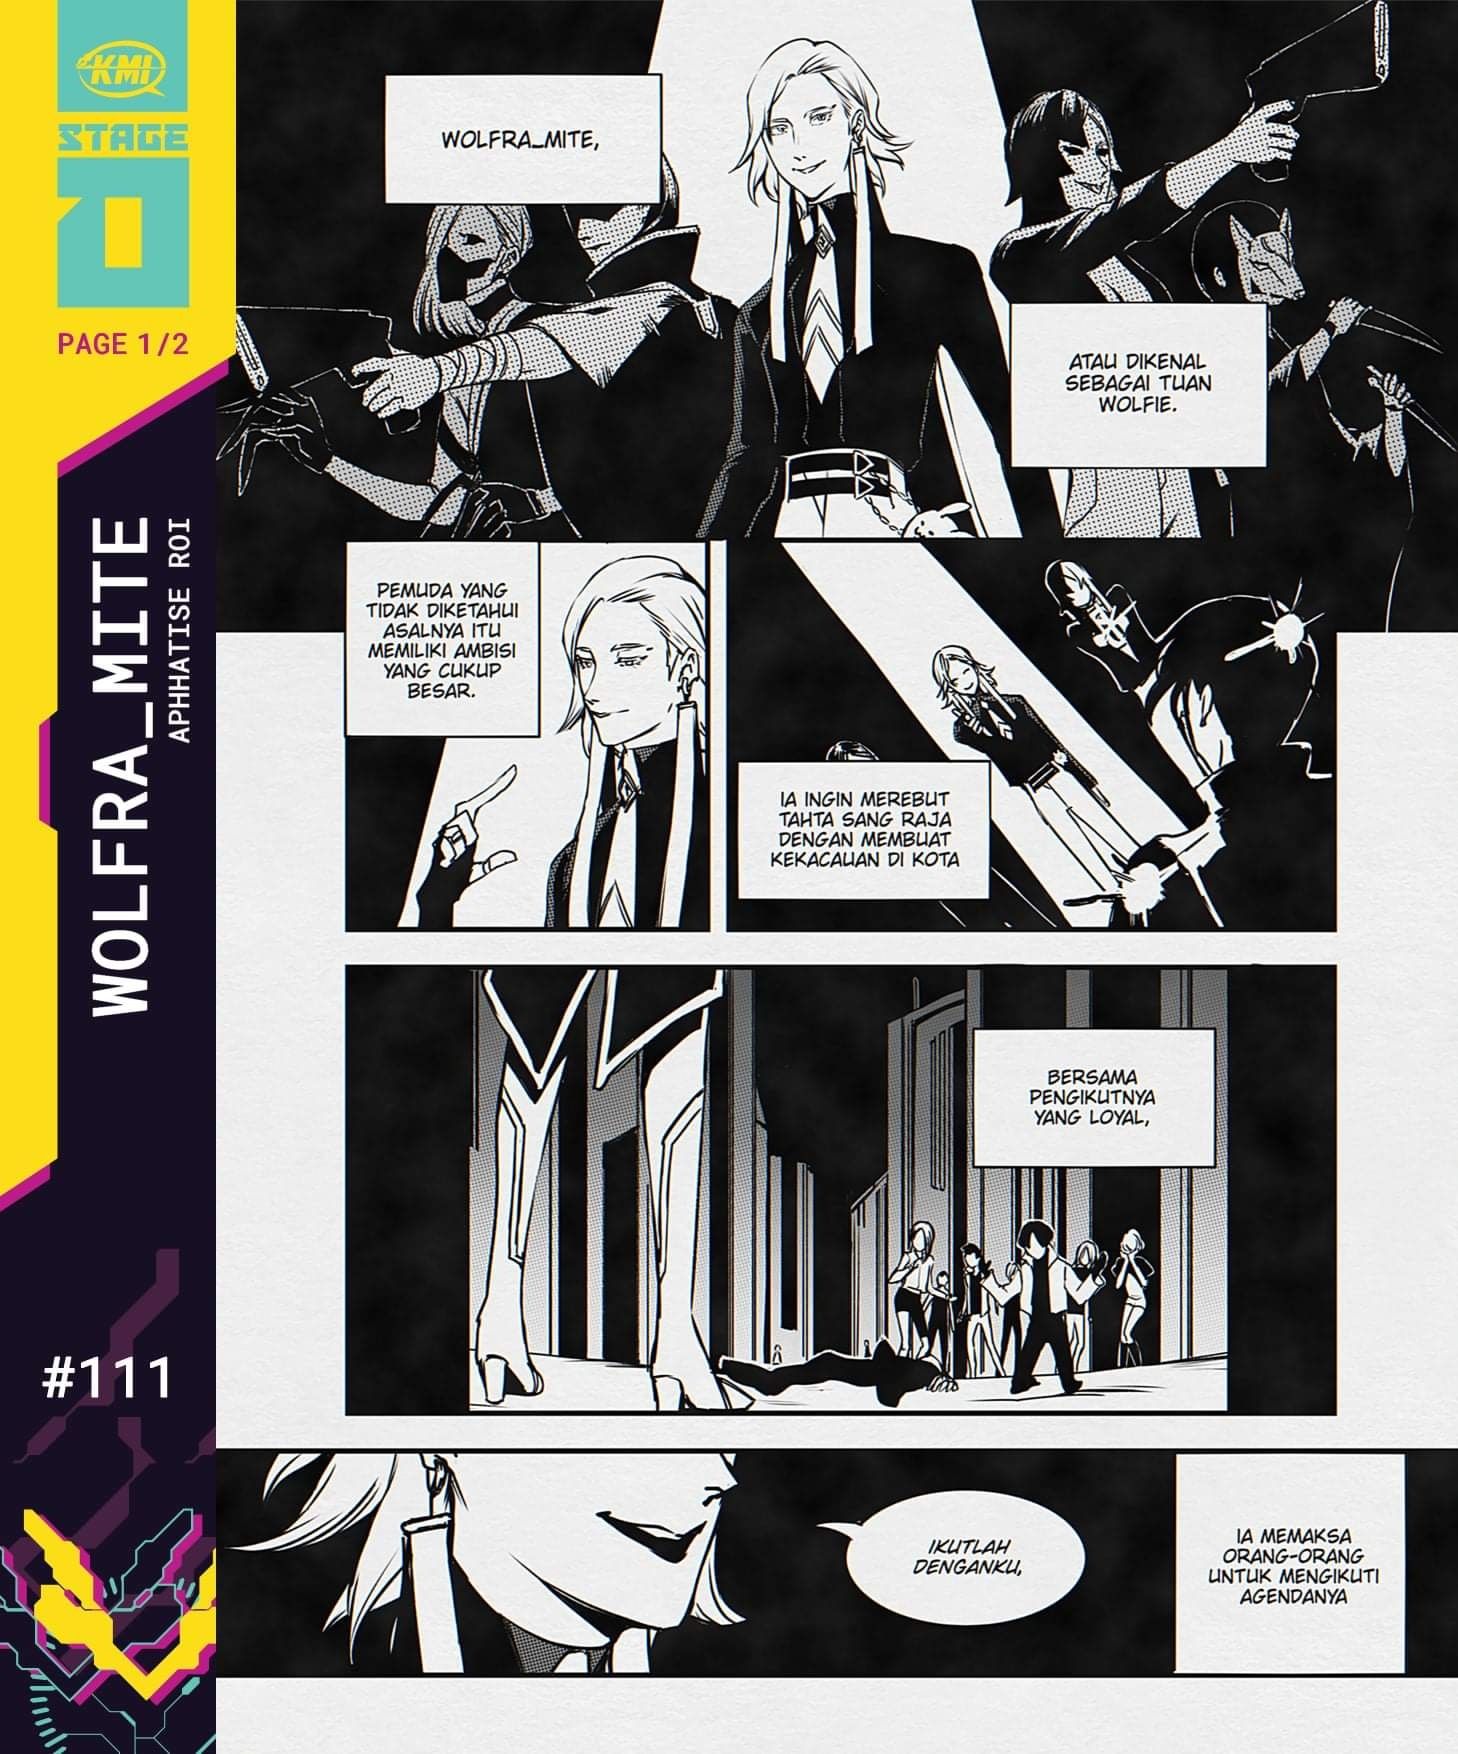 KMI
STAGE
0
PAGE 1/2
WOLFRA_MITE
APHHATISE ROI
#111
WOLFRA_MITE,
ATAU DIKENAL
SEBAGAI TUAN
WOLFIE.
PEMUDA YANG
TIDAK DIKETAHUI
ASALNYA ITU
MEMILIKI AMBISI
YANG CUKUP
BESAR.
IA INGIN MEREBUT
TAHTA SANG RAJA
DENGAN MEMBUAT
KEKACAUAN DI KOTA
BERSAMA
PENGIKUTNYA
YANG LOYAL,
IKUTLAH
DENGANKU,
IA MEMAKSA
ORANG-ORANG
UNTUK MENGIKUTI
AGENDANYA